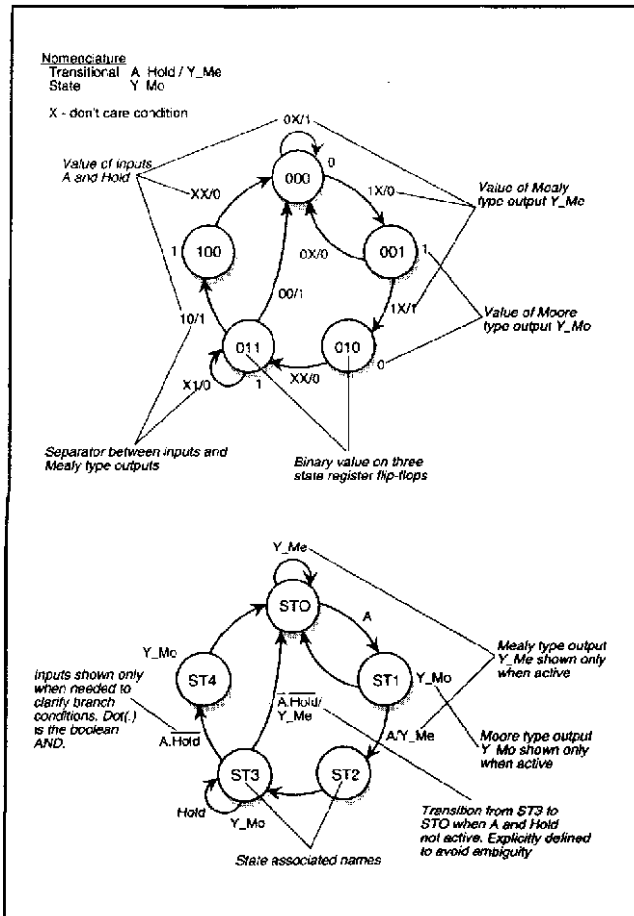 Nomenclature
Transitional A_Hold / Y_Me
State Y_Mo
X - don't care condition
0X/1
Value of inputs
A and Hold
000
0
1X/0
Value of Mealy
type output Y_Me
XX/0
1
100
0X/0
001
1
00/1
1X/1
Value of Moore
type output Y_Mo
10/1
011
010
X1/0
1
XX/0
0
Separator between inputs and
Mealy type outputs
Binary value on three
state register flip-flops
Y_Me
STO
A
Y_Mo
Mealy type output
Y_Me shown only
when active
Inputs shown only
when needed to
clarify branch
conditions. Dot(.)
is the boolean
AND.
ST4
ST1
Y_Mo
A.Hold/
Y_Me
A/Y_Me
Moore type output
Y_Mo shown only
when active
A.Hold
ST3
ST2
Hold
Y_Mo
Transition from ST3 to
STO when A and Hold
not active. Explicitly defined
to avoid ambiguity
State associated names